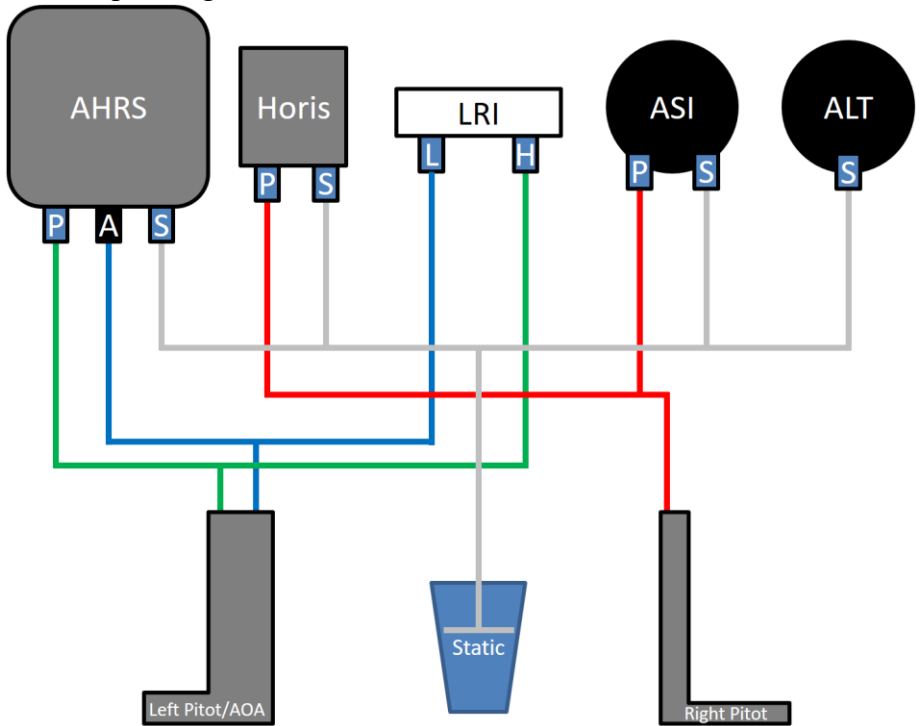 AHRS
Horis
LRI
ASI
ALT
L
H
P
S
P
S
S
P
A
S
Static
Left Pitot/AOA
Right Pitot